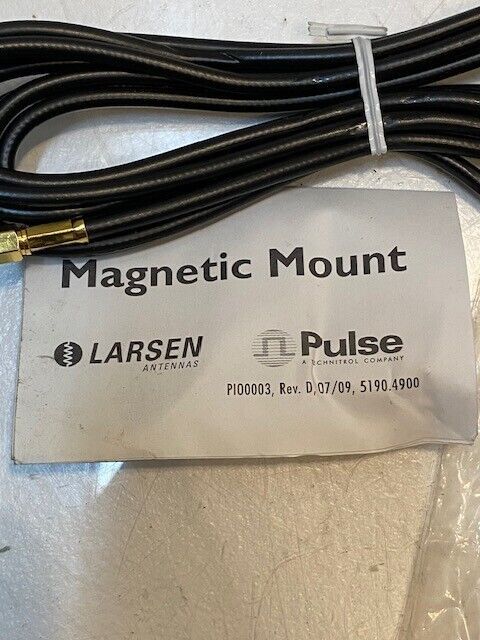 Magnetic Mount
LARSEN
ANTENNAS
Pulse
A TECHNITROL COMPANY
PI00003, Rev. D,07/09, 5190.4900